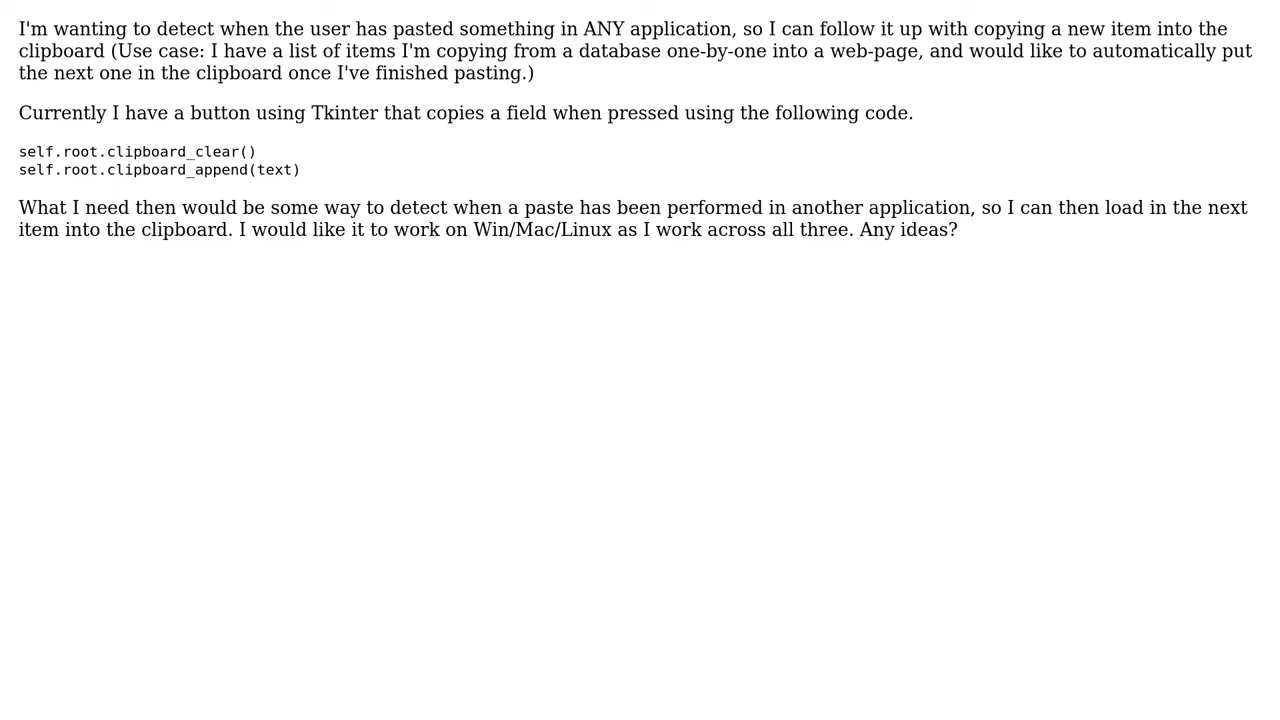 I'm wanting to detect when the user has pasted something in ANY application, so I can follow it up with copying a new item into the
clipboard (Use case: I have a list of items I'm copying from a database one-by-one into a web-page, and would like to automatically put
the next one in the clipboard once I've finished pasting.)
Currently I have a button using Tkinter that copies a field when pressed using the following code.
self.root.clipboard_clear()
self.root.clipboard_append(text)
What I need then would be some way to detect when a paste has been performed in another application, so I can then load in the next
item into the clipboard. I would like it to work on Win/Mac/Linux as I work across all three. Any ideas?